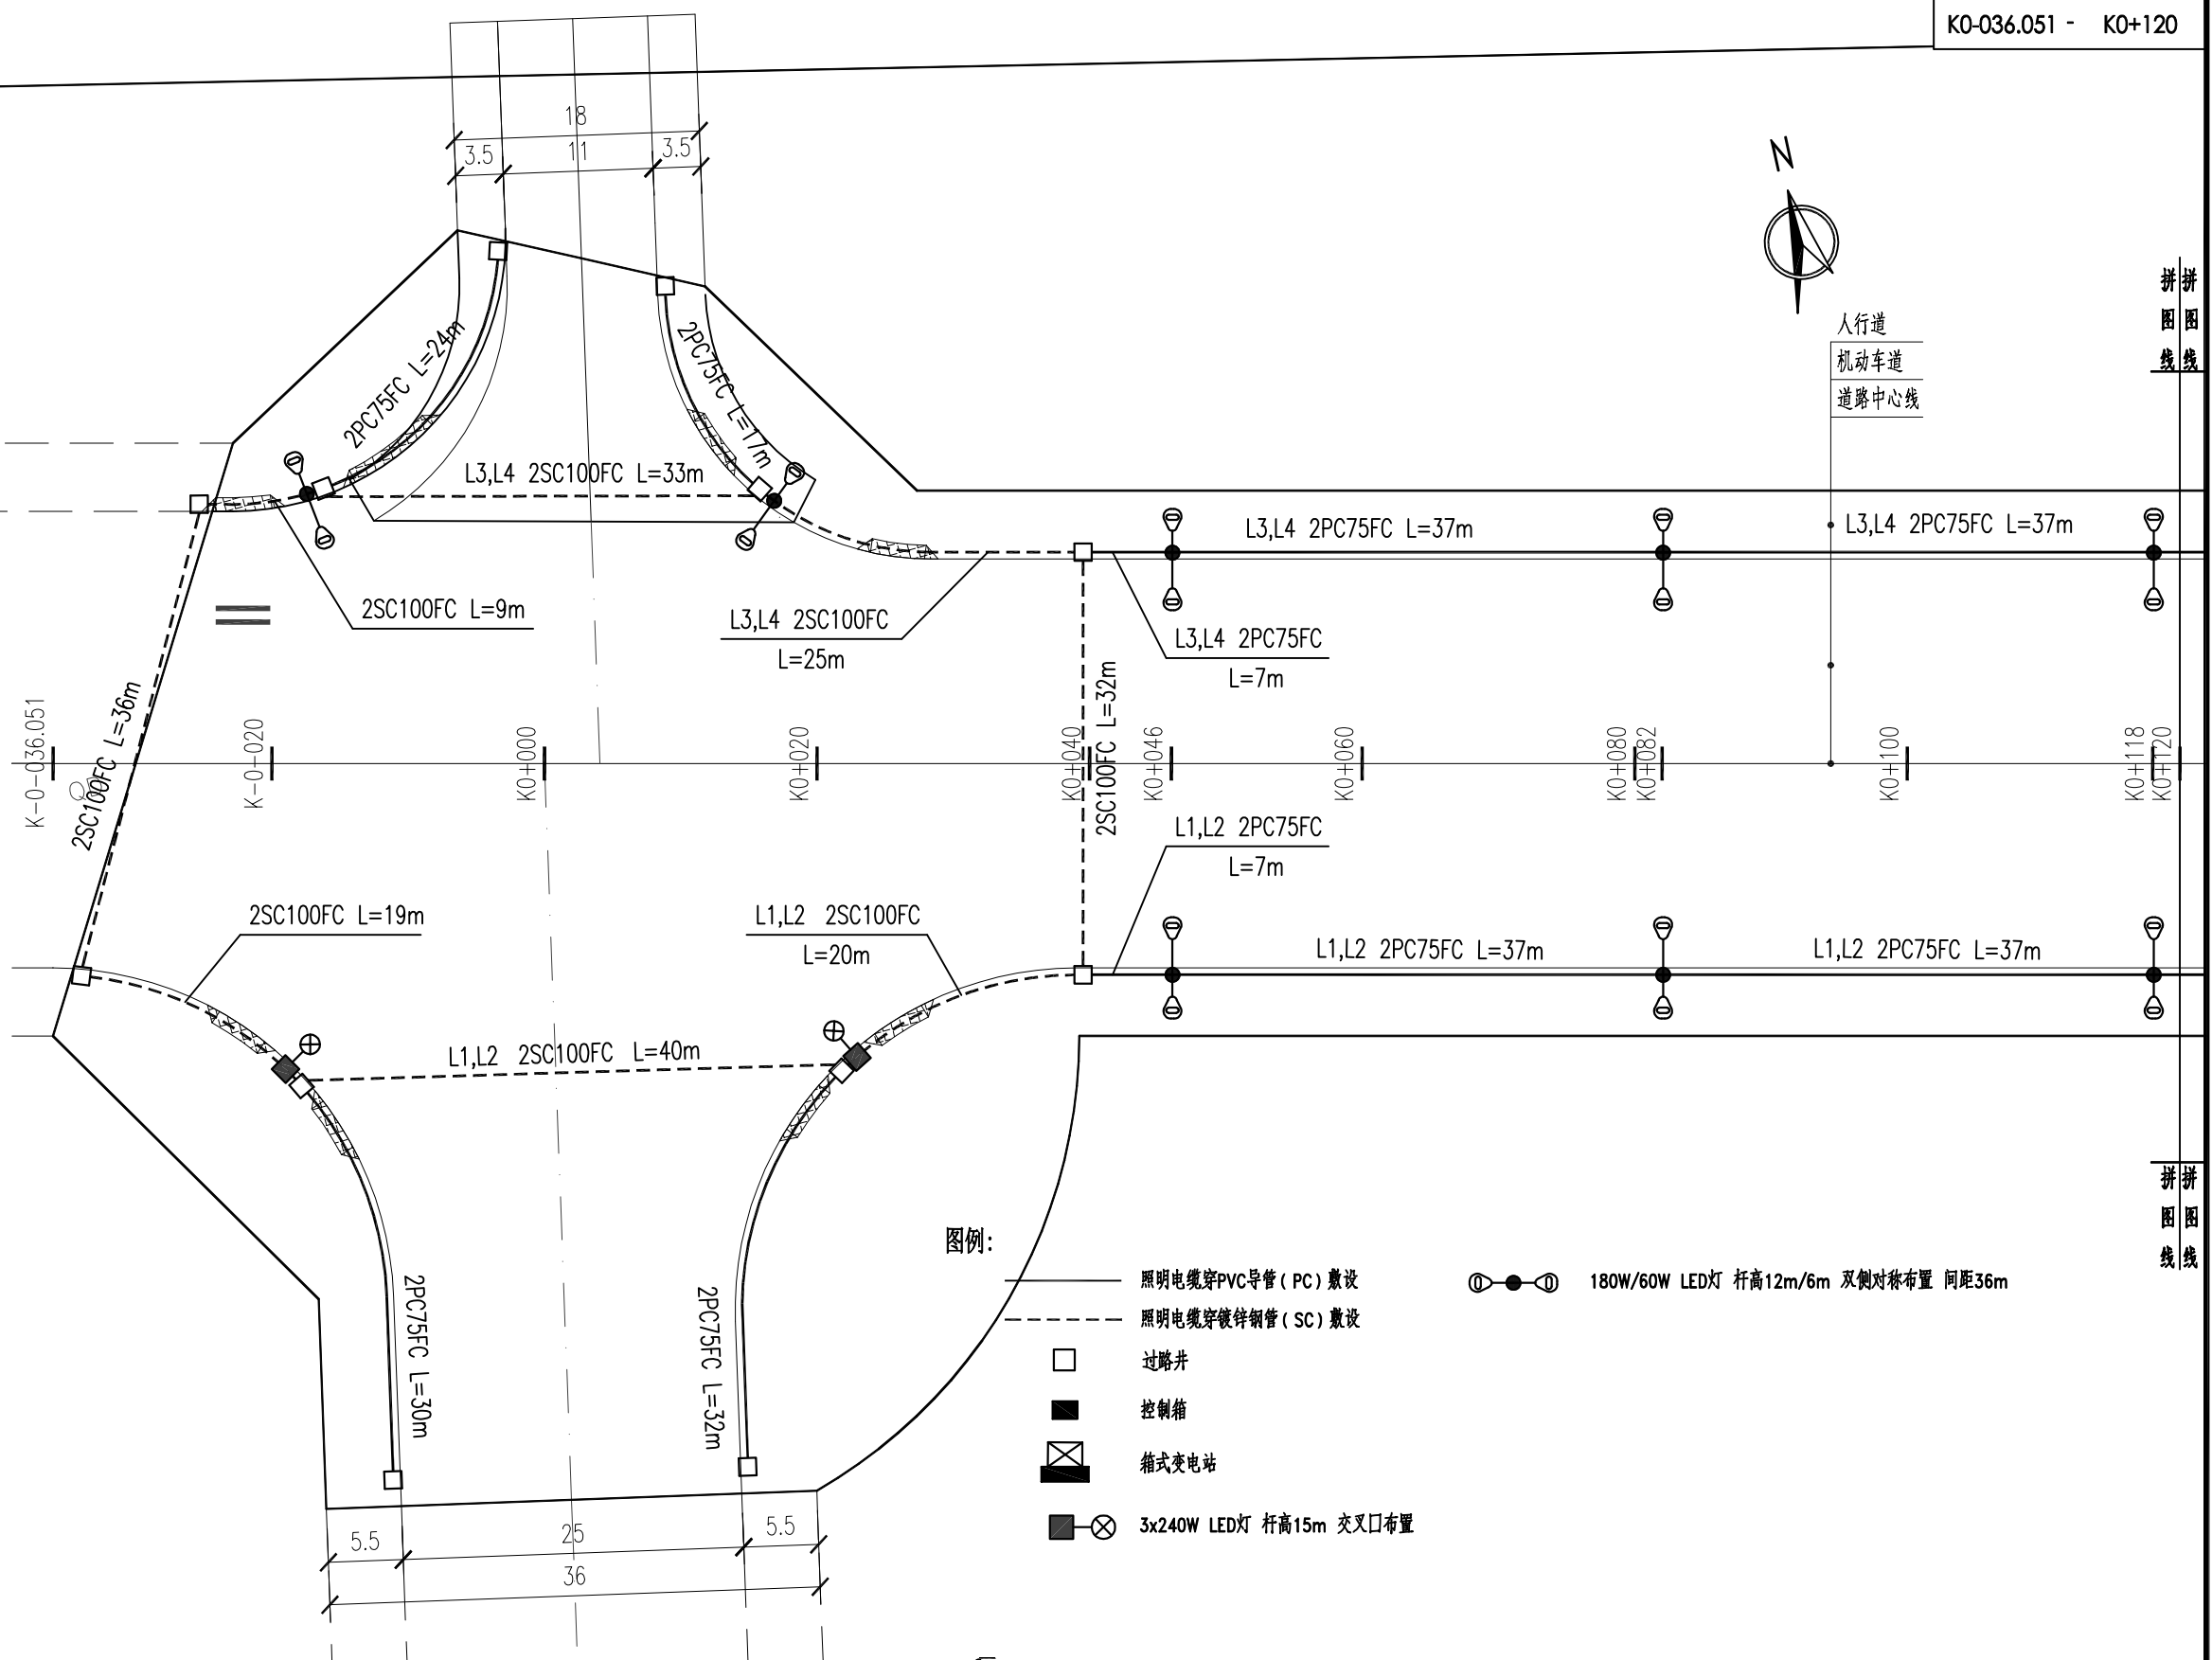 K0-036.051 - K0+120
18
3.5
11
3.5
N
拼 拼
图 图
线 线
人行道
机动车道
道路中心线
2PC75FC L=24m
2PC75FC L=17m
L3,L4 2SC100FC L=33m
L3,L4 2PC75FC L=37m
L3,L4 2PC75FC L=37m
2SC100FC L=9m
L3,L4 2SC100FC
L=25m
L3,L4 2PC75FC
L=7m
2SC100FC L=36m
2SC100FC L=32m
K-0-036.051
K-0-020
K0+000
K0+020
K0+040
K0+046
K0+060
K0+080
K0+082
K0+100
K0+118
K0+120
L1,L2 2PC75FC
L=7m
2SC100FC L=19m
L1,L2 2SC100FC
L=20m
L1,L2 2PC75FC L=37m
L1,L2 2PC75FC L=37m
L1,L2 2SC100FC L=40m
2PC75FC L=30m
2PC75FC L=32m
拼 拼
图 图
线 线
图例:
照明电缆穿PVC导管(PC)敷设
180W/60W LED灯 杆高12m/6m 双侧对称布置 间距36m
照明电缆穿镀锌钢管(SC)敷设
过路井
控制箱
箱式变电站
3x240W LED灯 杆高15m 交叉口布置
5.5
25
5.5
36